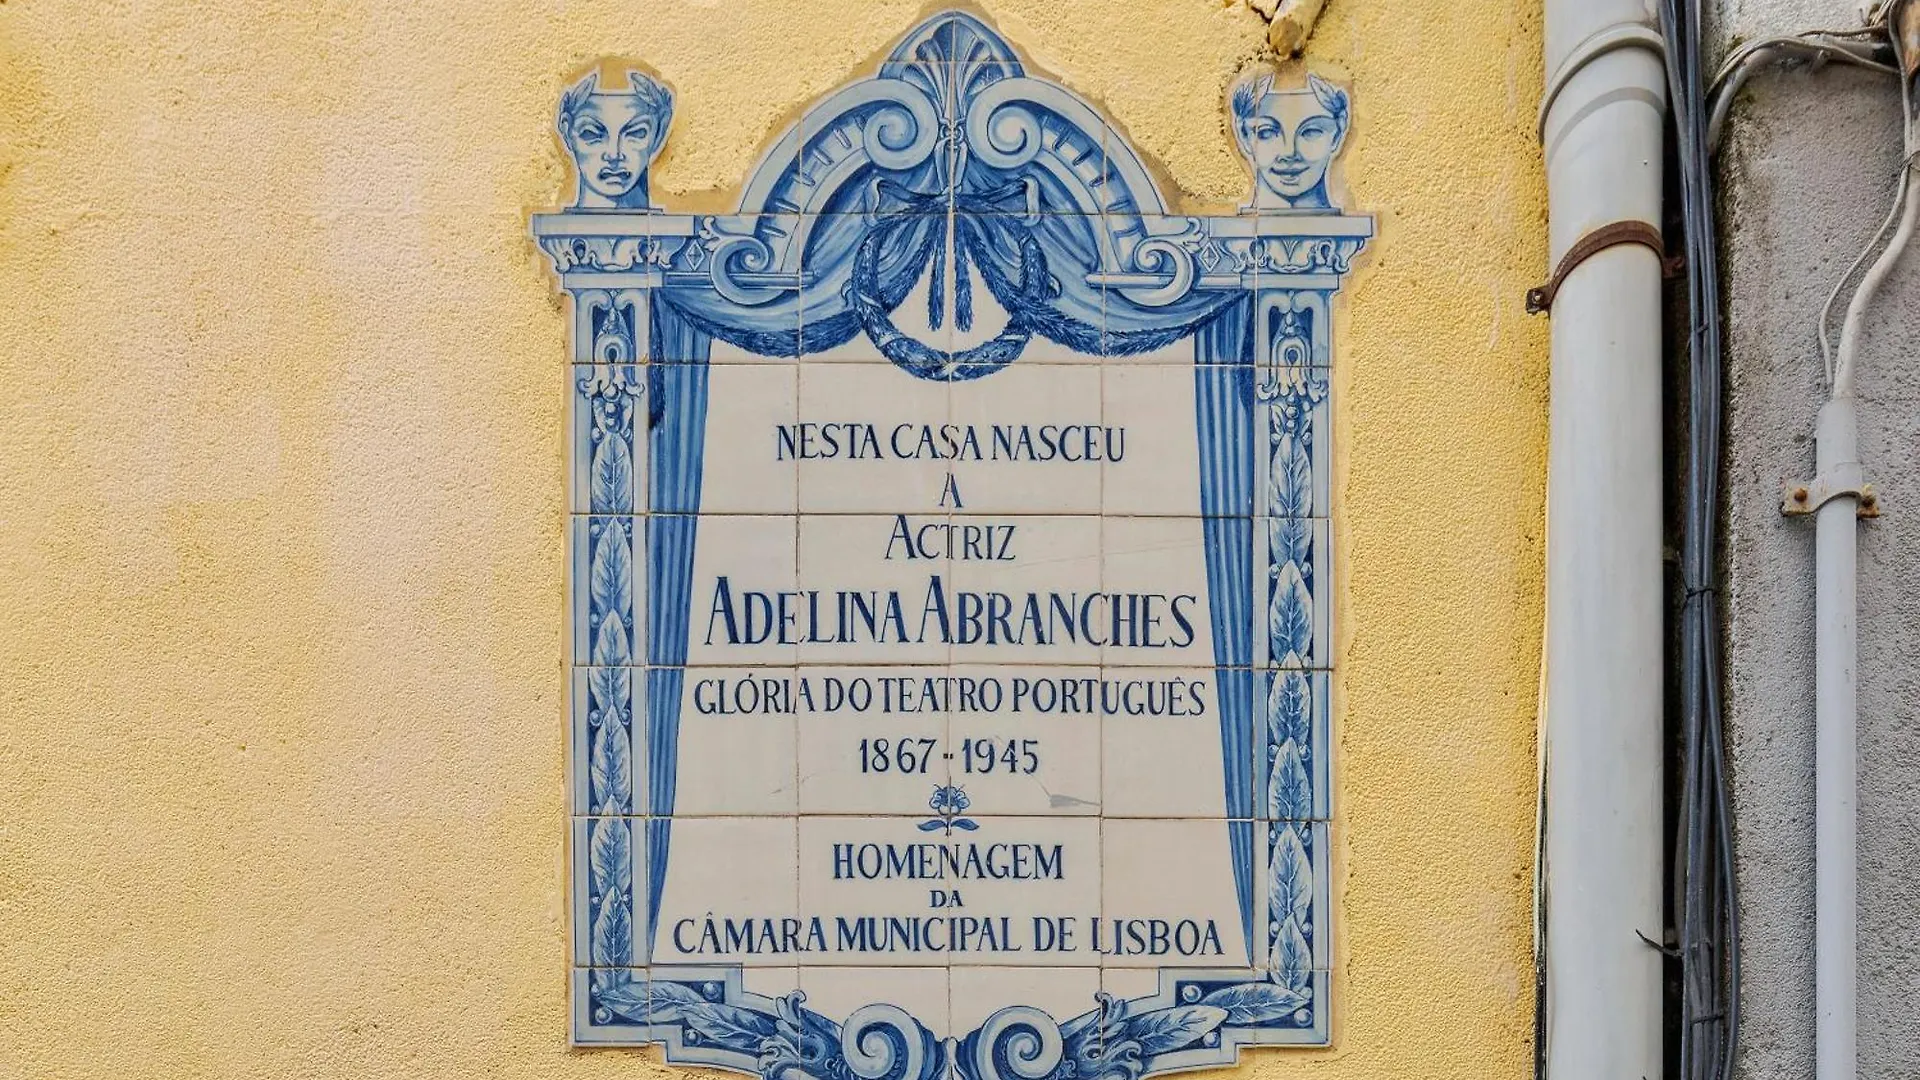 NESTA CASA NASCEU
A
ACTRIZ
ADELINA ABRANCHES
GLÓRIA DO TEATRO PORTUGUÊS
1867-1945
HOMENAGEM
DA
CÂMARA MUNICIPAL DE LISBOA